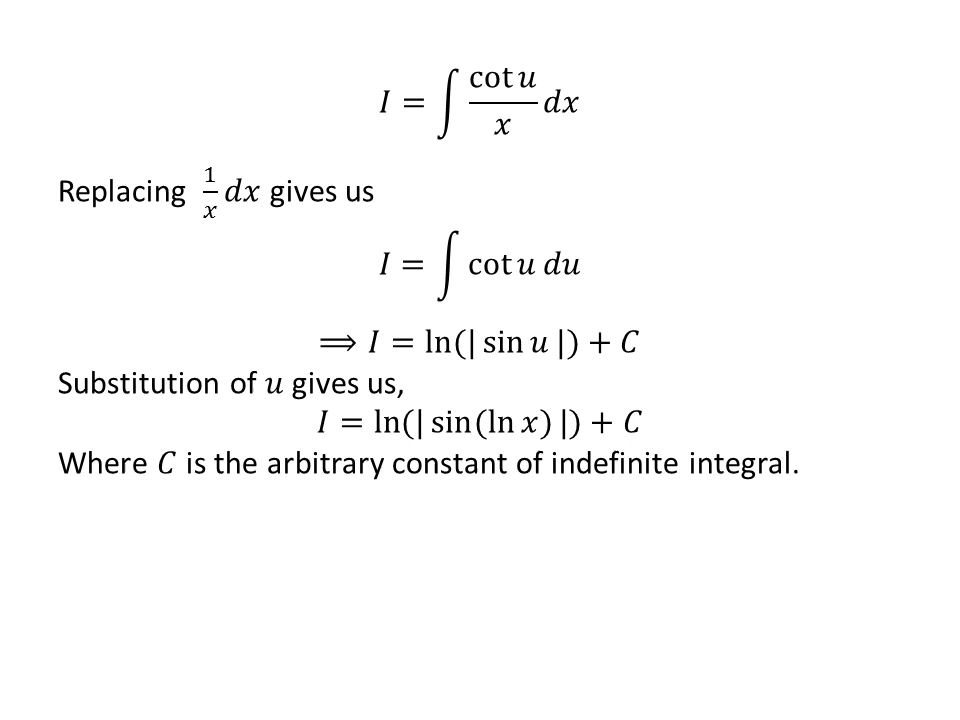 𝐼 = ∫ cot 𝑢 / 𝑥 𝑑𝑥
Replacing 1/𝑥 𝑑𝑥 gives us
𝐼 = ∫ cot 𝑢 𝑑𝑢
⟹ 𝐼 = ln(| sin 𝑢 |) + 𝐶
Substitution of 𝑢 gives us,
𝐼 = ln(| sin(ln 𝑥) |) + 𝐶
Where 𝐶 is the arbitrary constant of indefinite integral.